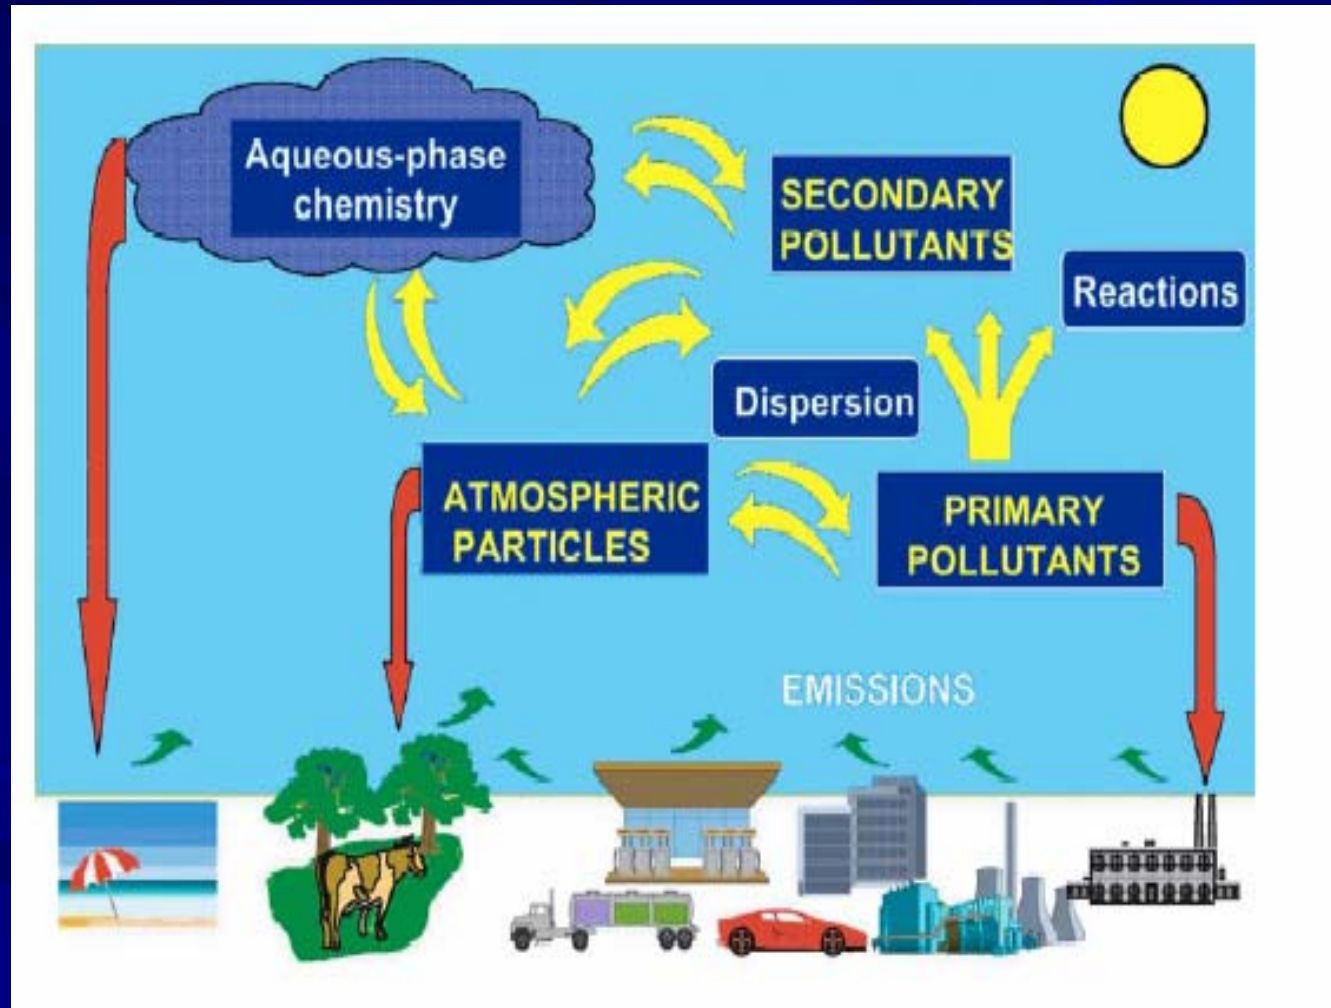 Aqueous-phase
chemistry
SECONDARY
POLLUTANTS
Reactions
Dispersion
ATMOSPHERIC
PARTICLES
PRIMARY
POLLUTANTS
EMISSIONS